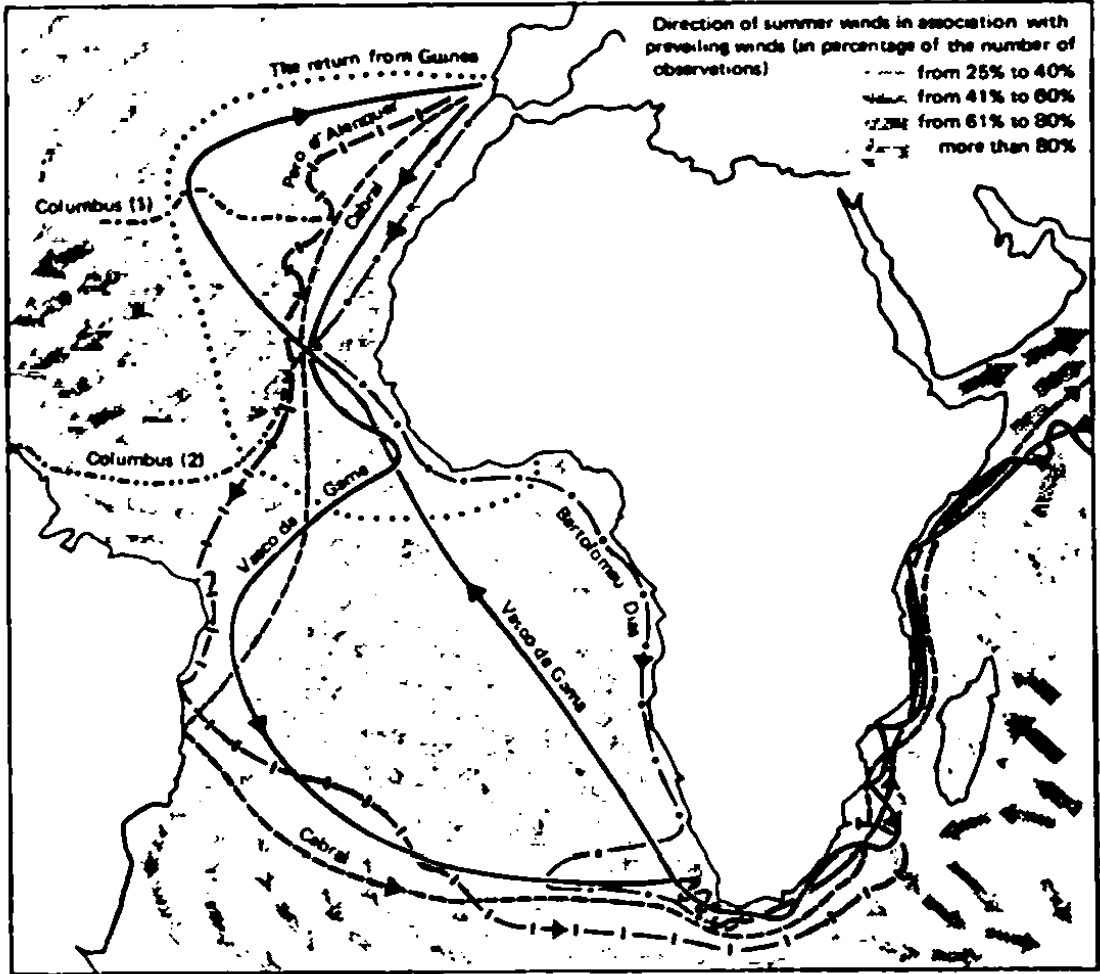 Direction of summer winds in association with
prevailing winds (in percentage of the number of
observations)
from 25% to 40%
from 41% to 60%
from 61% to 80%
more than 80%
The return from Guinea
Pero d'Alenquer
Cabral
Columbus (1)
Columbus (2)
Vasco da Gama
Bartolomeu Dias
Vasco da Gama
Cabral